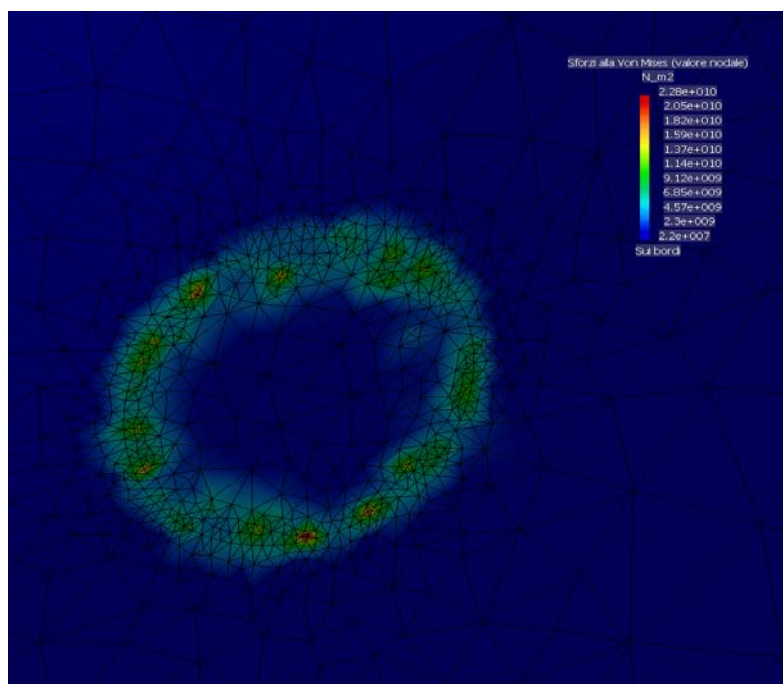 Sforzi alla Von Mises (valore nodale)
N_m2
2.28e+010
2.05e+010
1.82e+010
1.59e+010
1.37e+010
1.14e+010
9.12e+009
6.85e+009
4.57e+009
2.3e+009
2.2e+007
Sui bordi